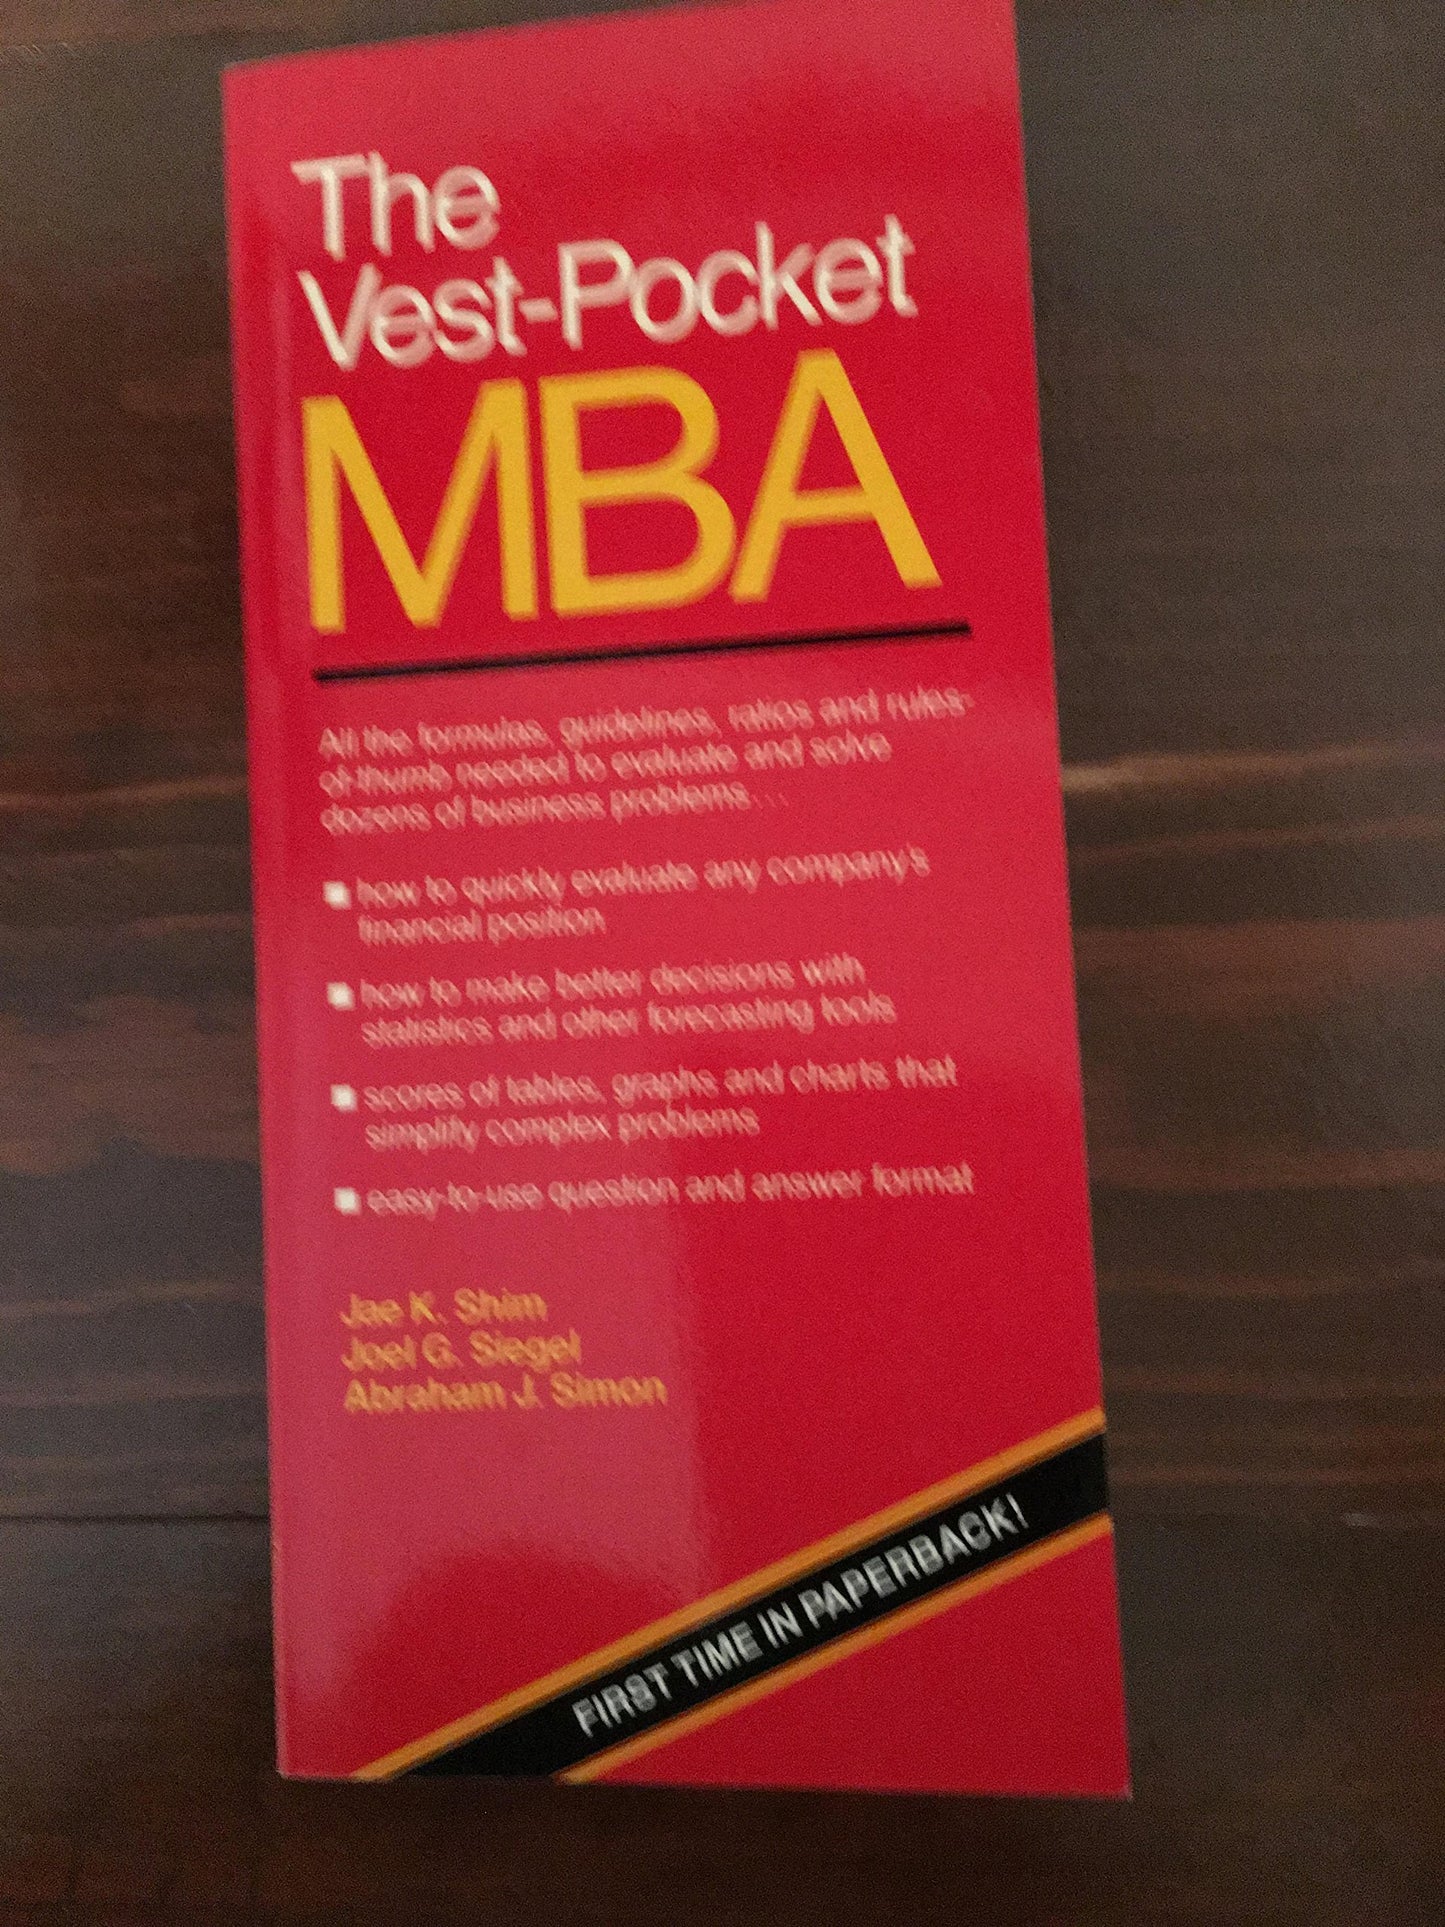 The
Vest-Pocket
MBA
All the formulas, guidelines, ratios and rules-
of-thumb needed to evaluate and solve
dozens of business problems...
how to quickly evaluate any company's
financial position
how to make better decisions with
statistics and other forecasting tools
scores of tables, graphs and charts that
simplify complex problems
easy-to-use question and answer format
Jae K. Shim
Joel G. Siegel
Abraham J. Simon
FIRST TIME IN PAPERBACK!